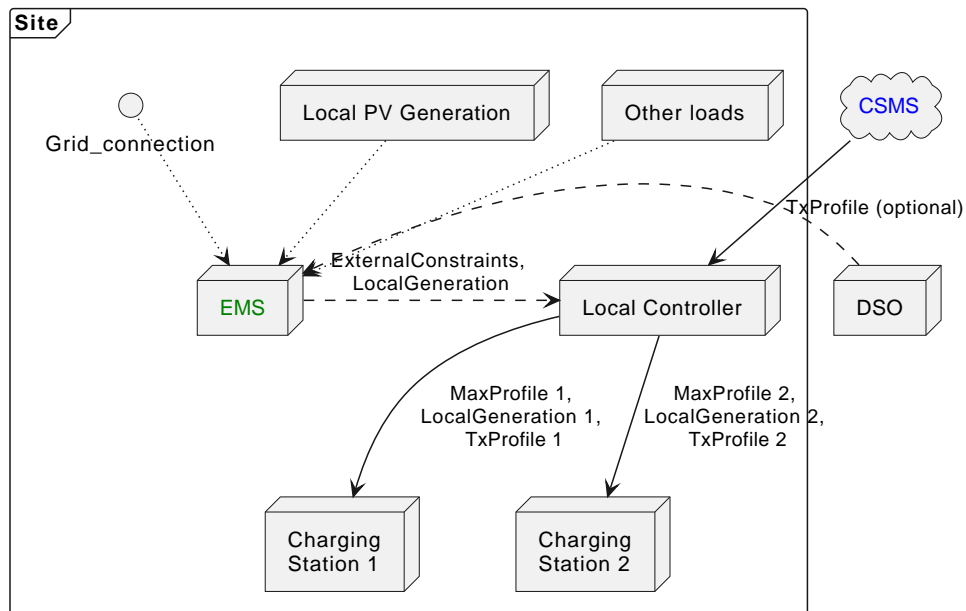 Site
Local PV Generation
Other loads
CSMS
Grid_connection
TxProfile (optional)
ExternalConstraints,
LocalGeneration
EMS
Local Controller
DSO
MaxProfile 1,
LocalGeneration 1,
TxProfile 1
MaxProfile 2,
LocalGeneration 2,
TxProfile 2
Charging
Station 1
Charging
Station 2